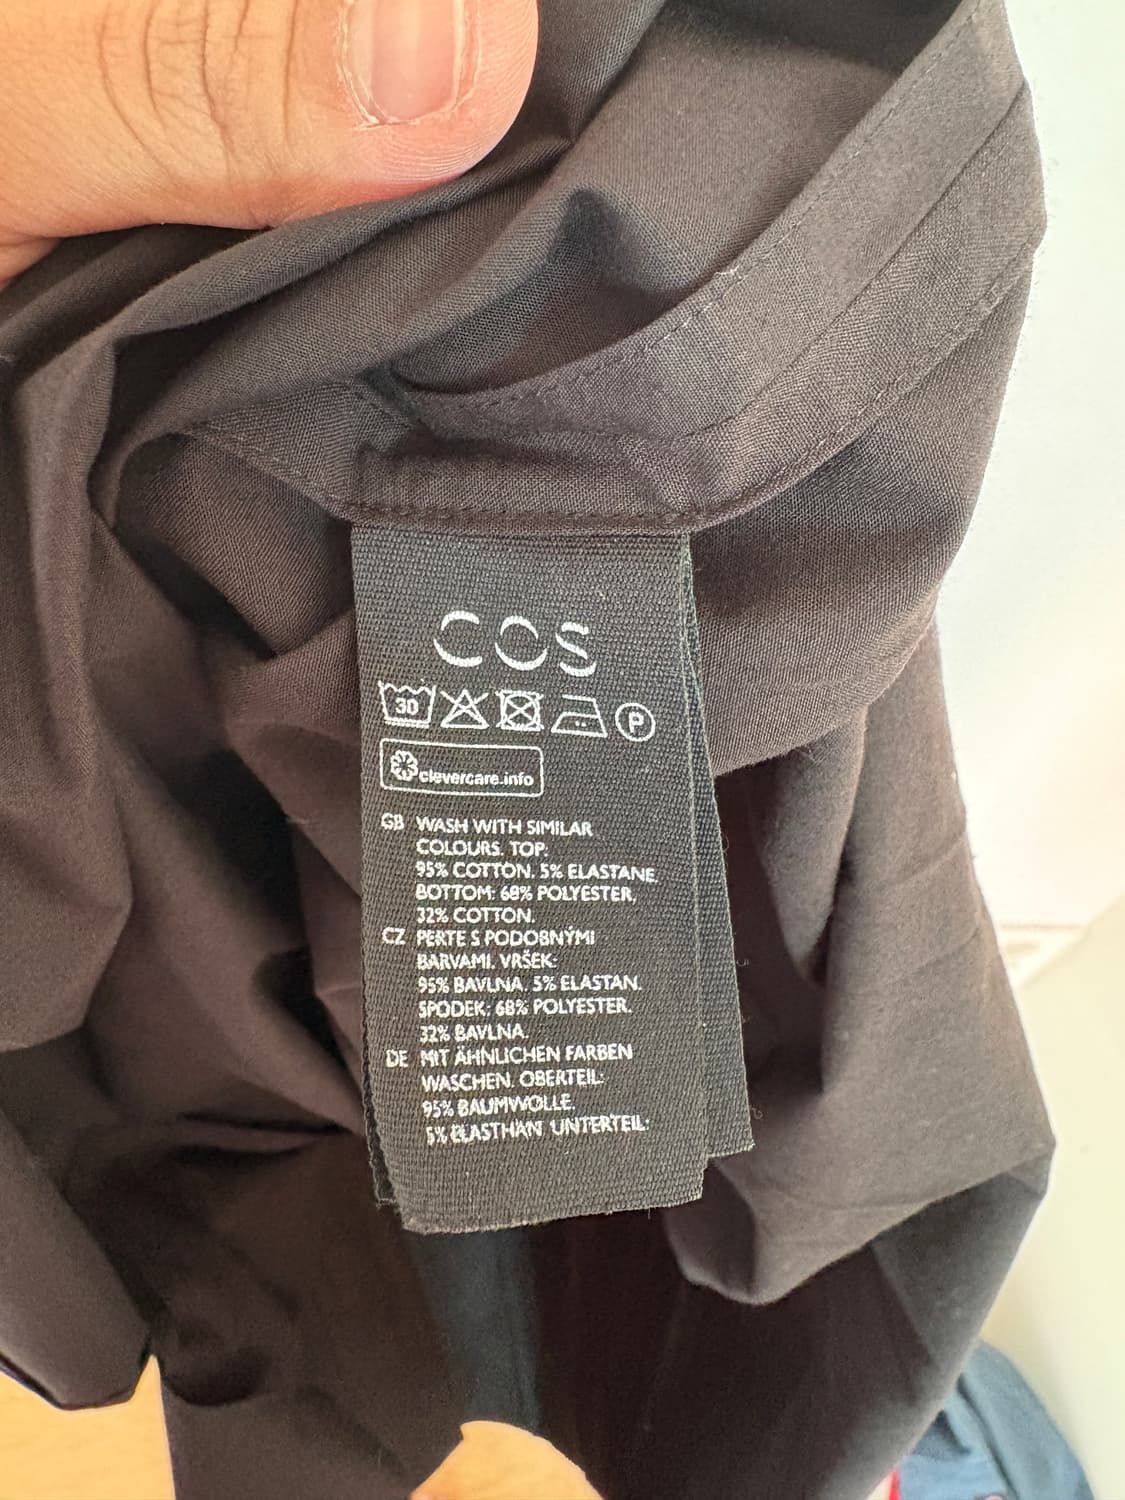 COS
30 P
clevercare.info
GB WASH WITH SIMILAR
COLOURS. TOP:
95% COTTON. 5% ELASTANE.
BOTTOM: 68% POLYESTER,
32% COTTON.
CZ PERTE S PODOBNÝMI
BARVAMI. VRŠEK:
95% BAVLNA. 5% ELASTAN.
SPODEK: 68% POLYESTER.
32% BAVLNA.
DE MIT ÄHNLICHEN FARBEN
WASCHEN. OBERTEIL:
95% BAUMWOLLE.
5% ELASTHAN UNTERTEIL: